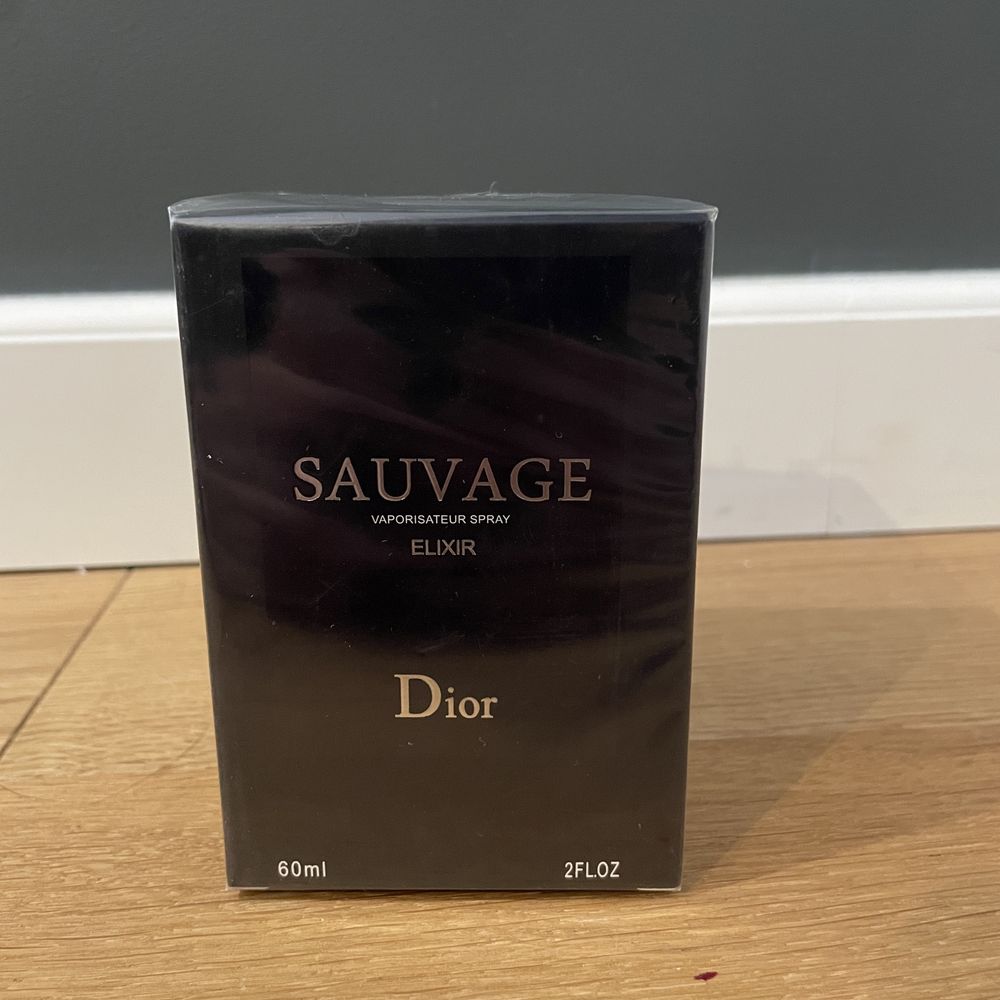 SAUVAGE
VAPORISATEUR SPRAY
ELIXIR
Dior
60ml 2FL.OZ